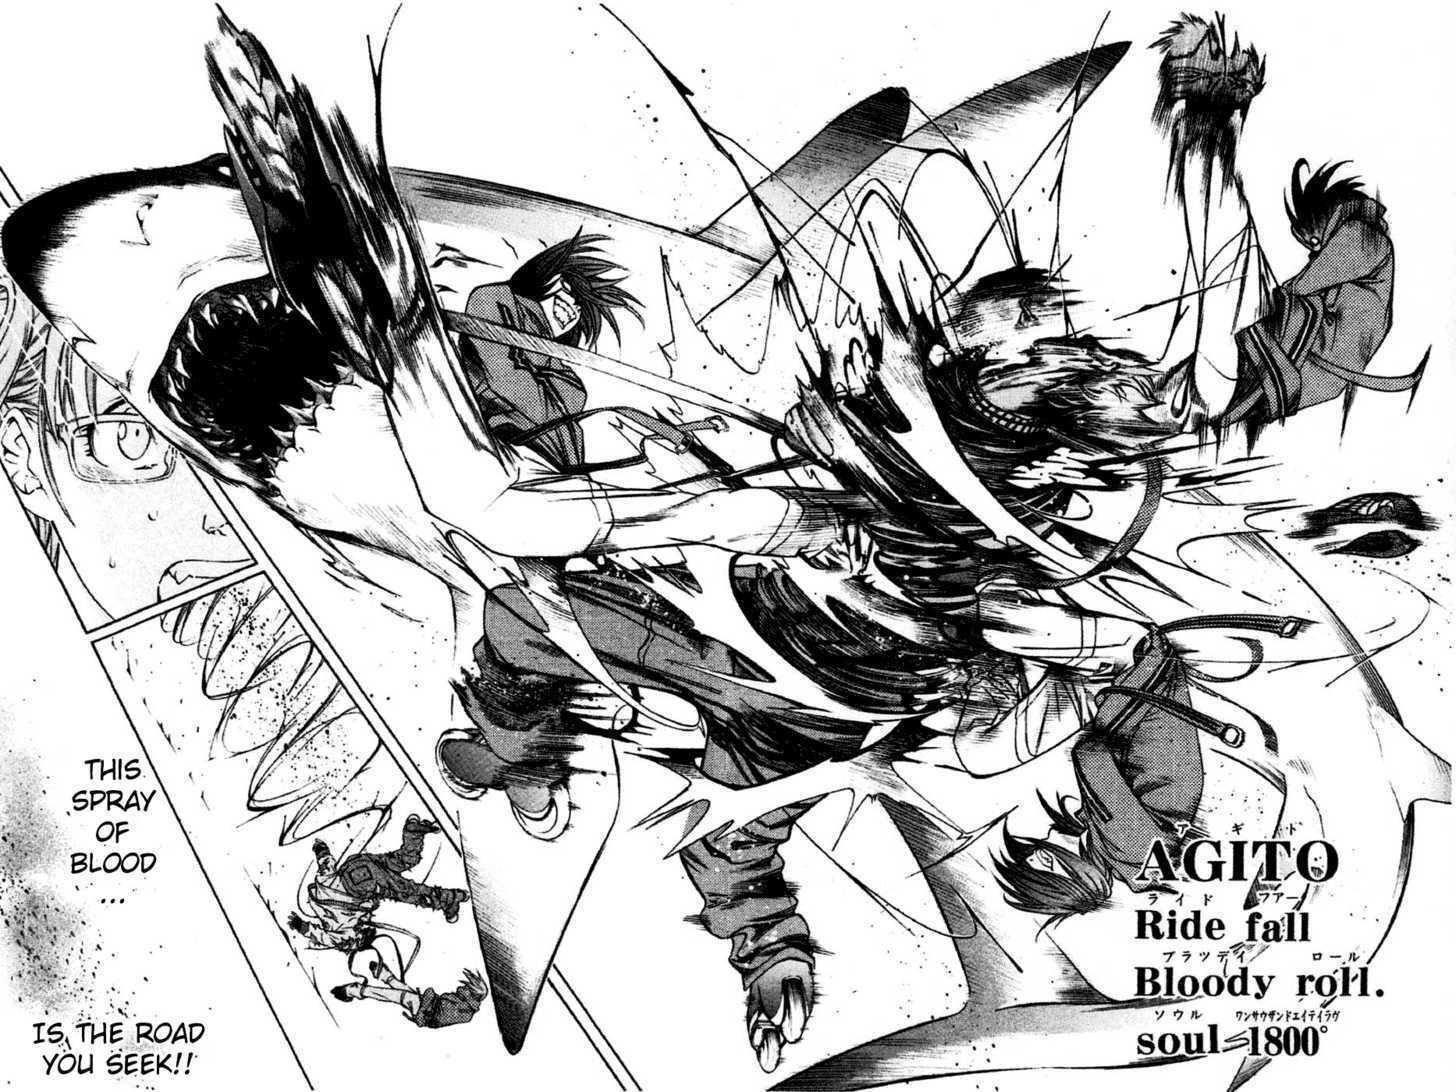 THIS
SPRAY
OF
BLOOD
...
IS THE ROAD
YOU SEEK!!
アギト
AGITO
ライド フアー
Ride fall
ブラッディ ロール
Bloody roll.
ソウル ワンサウザンドエイティラヴ
soul 1800°